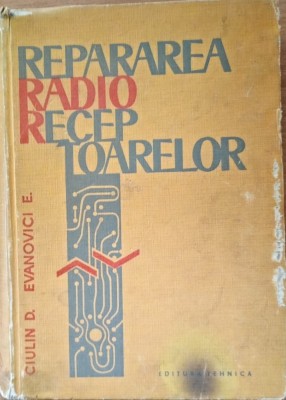 REPARAREA
RADIO
RECEP
TOARELOR
CIULIN D. EVANOVICI E.
EDITURA TEHNICA